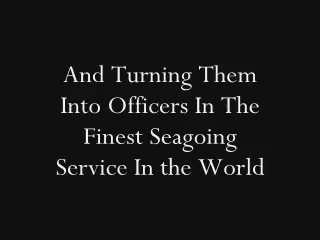 And Turning Them
Into Officers In The
Finest Seagoing
Service In the World